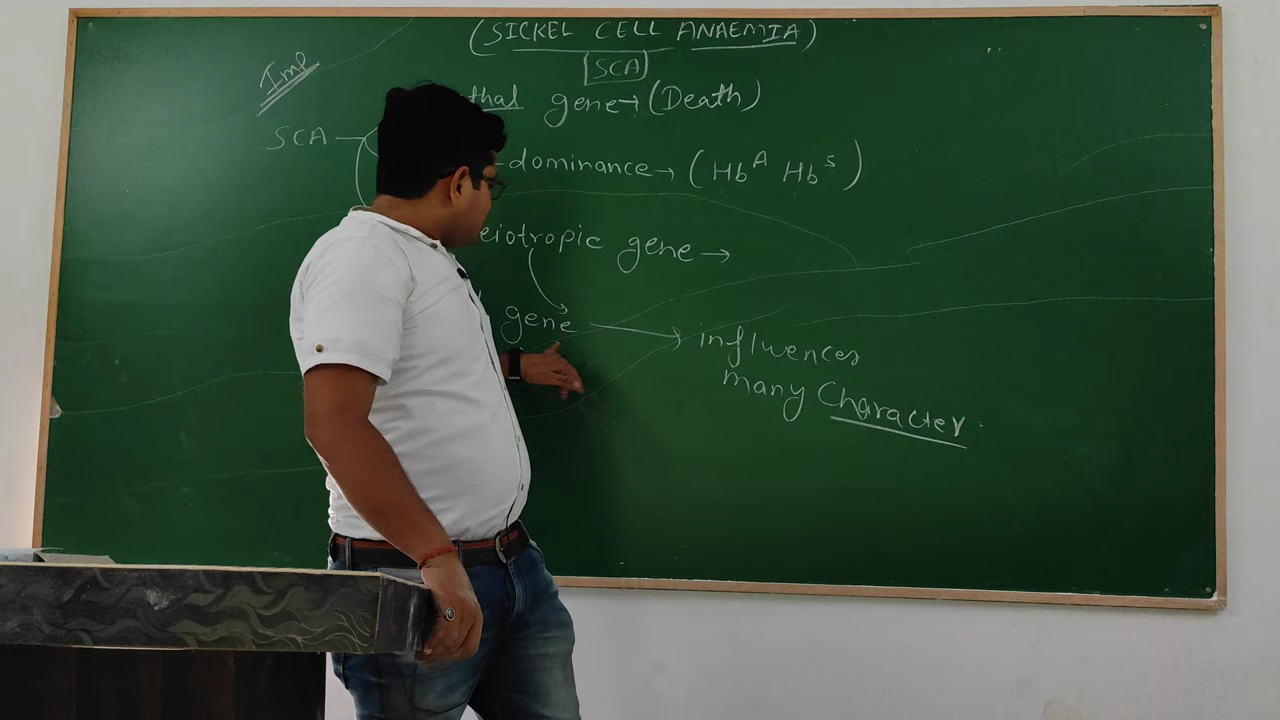 (SICKEL CELL ANAEMIA)
SCA
Imp
thal gene→(Death)
SCA
-dominance→ (Hb^A Hb^S)
eiotropic gene →
gene → influences
many Character.